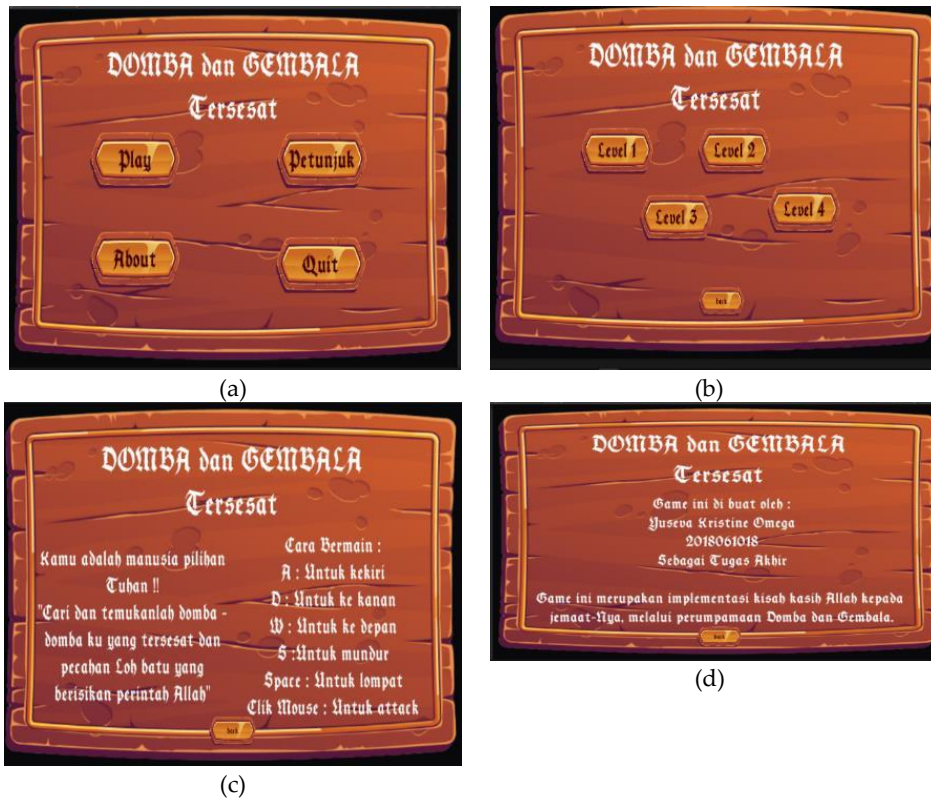 DOMBA dan GEMBALA
Tersesat
Play
Petunjuk
About
Quit
(a)
DOMBA dan GEMBALA
Tersesat
Level 1
Level 2
Level 3
Level 4
back
(b)
DOMBA dan GEMBALA
Tersesat
Kamu adalah manusia pilihan
Tuhan !!
"Cari dan temukanlah domba -
domba ku yang tersesat dan
pecahan Loh batu yang
berisikan perintah Allah"
Cara Bermain :
A : Untuk kekiri
D : Untuk ke kanan
W : Untuk ke depan
S :Untuk mundur
Space : Untuk lompat
Clik Mouse : Untuk attack
back
(c)
DOMBA dan GEMBALA
Tersesat
Game ini di buat oleh :
Yuseva Kristine Omega
2018061018
Sebagai Tugas Akhir
Game ini merupakan implementasi kisah kasih Allah kepada
jemaat-Nya, melalui perumpamaan Domba dan Gembala.
back
(d)